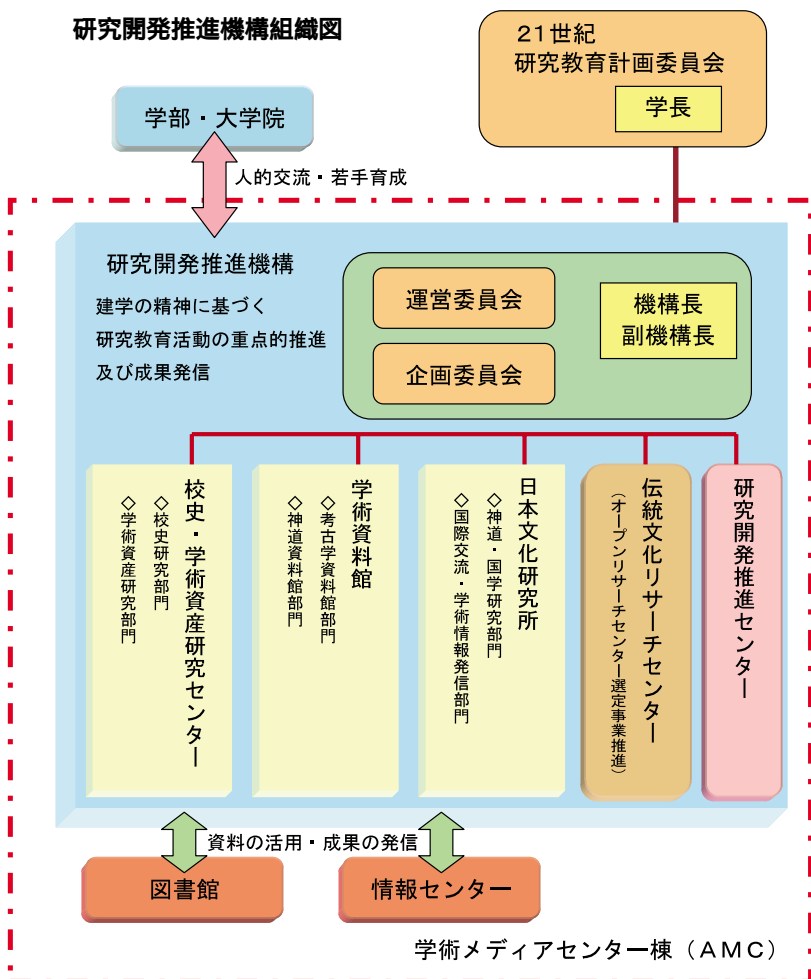 研究開発推進機構組織図
21世紀
研究教育計画委員会
学長
学部・大学院
人的交流・若手育成
研究開発推進機構
建学の精神に基づく
研究教育活動の重点的推進
及び成果発信
運営委員会
企画委員会
機構長
副機構長
校史・学術資産研究センター
◇校史研究部門
◇学術資産研究部門
学術資料館
◇考古学資料館部門
◇神道資料館部門
日本文化研究所
◇神道・国学研究部門
◇国際交流・学術情報発信部門
伝統文化リサーチセンター
（オープンリサーチセンター選定事業推進）
研究開発推進センター
資料の活用・成果の発信
図書館
情報センター
学術メディアセンター棟（AMC）